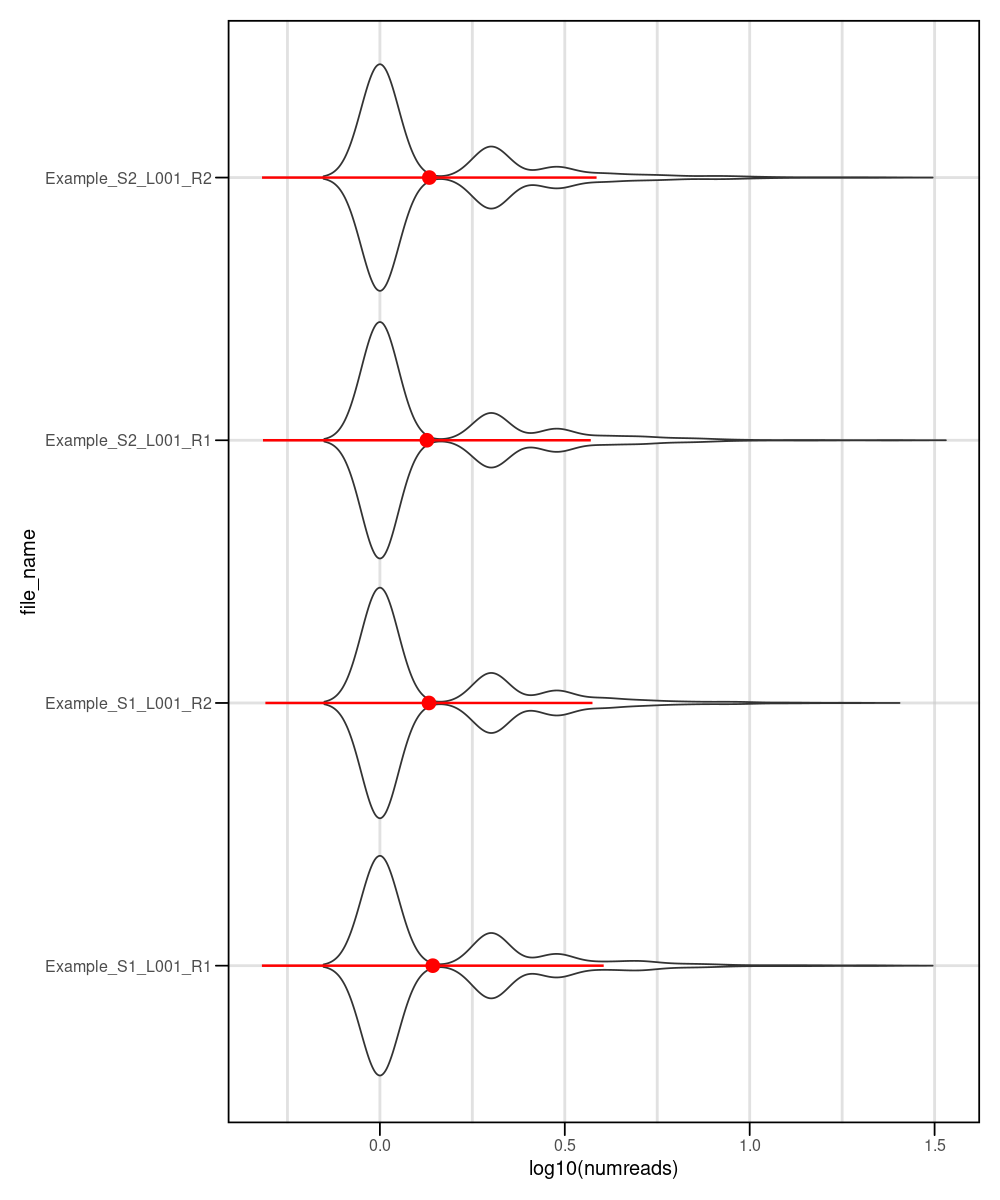 Example_S2_L001_R2
Example_S2_L001_R1
file_name
Example_S1_L001_R2
Example_S1_L001_R1
0.0 0.5 1.0 1.5
log10(numreads)